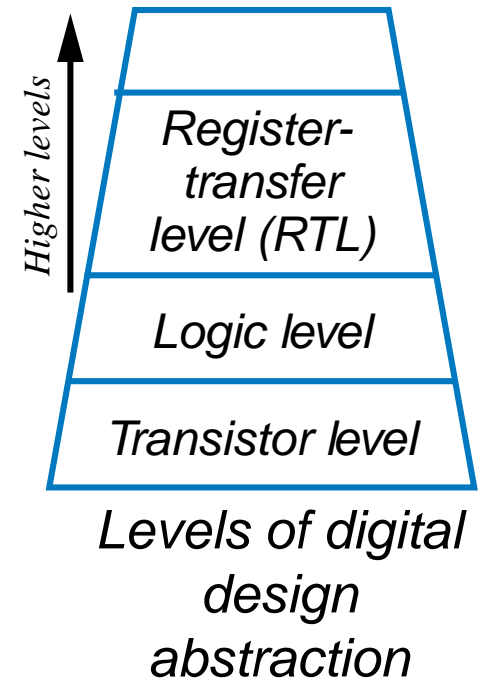 Higher levels
Register-
transfer
level (RTL)
Logic level
Transistor level
Levels of digital
design
abstraction